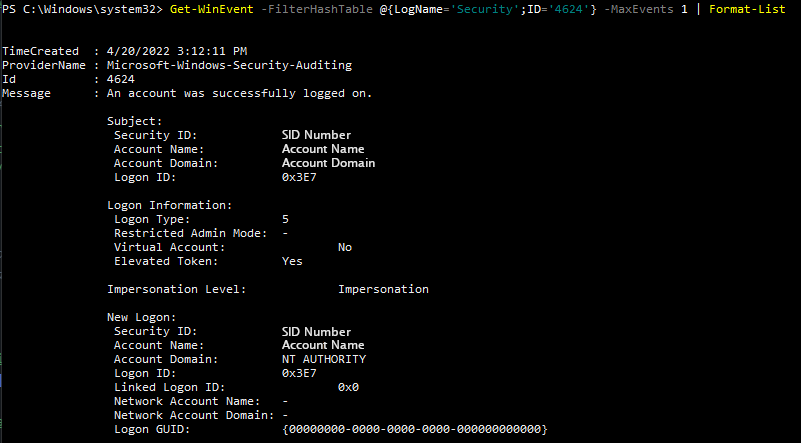 PS C:\Windows\system32> Get-WinEvent -FilterHashTable @{LogName='Security';ID='4624'} -MaxEvents 1 | Format-List
TimeCreated  : 4/20/2022 3:12:11 PM
ProviderName : Microsoft-Windows-Security-Auditing
Id           : 4624
Message      : An account was successfully logged on.
Subject:
Security ID: SID Number
Account Name: Account Name
Account Domain: Account Domain
Logon ID: 0x3E7
Logon Information:
Logon Type: 5
Restricted Admin Mode: -
Virtual Account: No
Elevated Token: Yes
Impersonation Level: Impersonation
New Logon:
Security ID: SID Number
Account Name: Account Name
Account Domain: NT AUTHORITY
Logon ID: 0x3E7
Linked Logon ID: 0x0
Network Account Name: -
Network Account Domain: -
Logon GUID: {00000000-0000-0000-0000-000000000000}